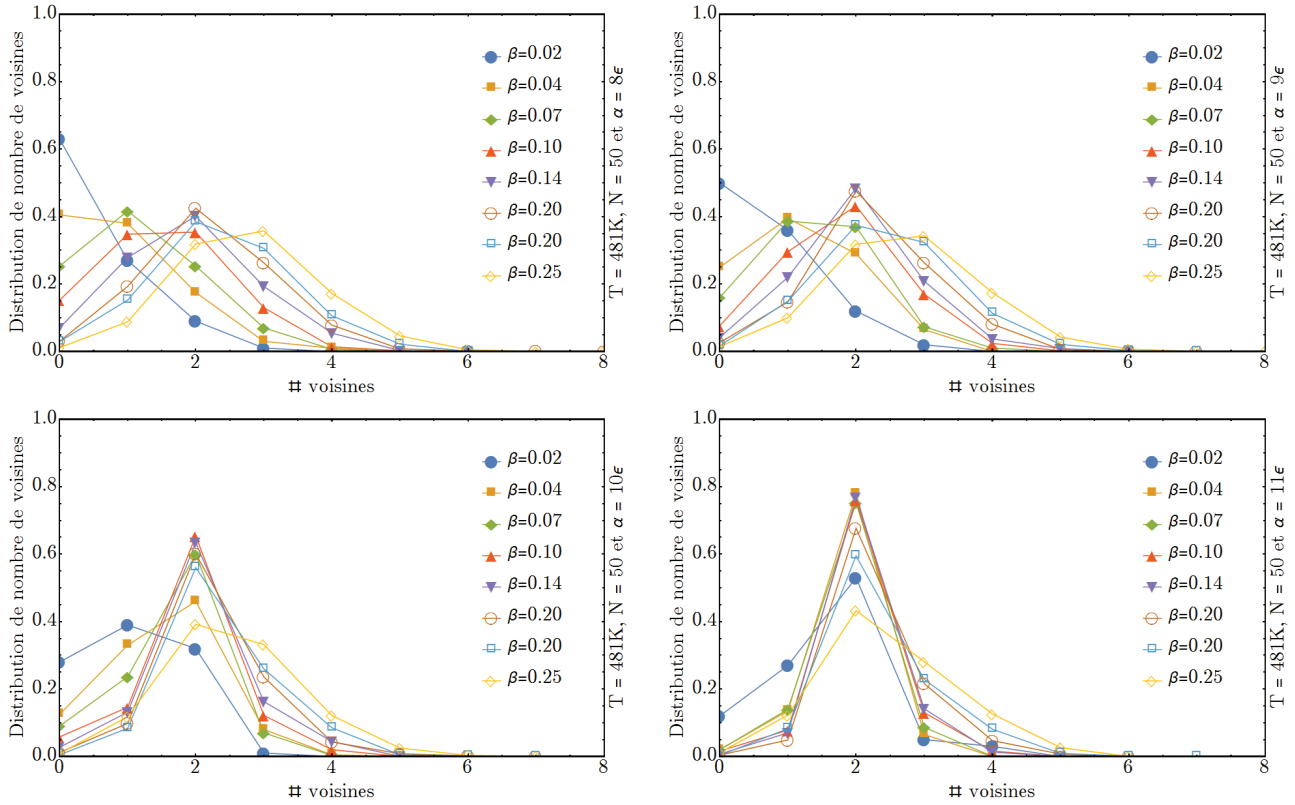 Distribution de nombre de voisines
1.0
0.8
0.6
0.4
0.2
0.0
0 2 4 6 8
# voisines
β=0.02
β=0.04
β=0.07
β=0.10
β=0.14
β=0.20
β=0.20
β=0.25
T = 481K, N = 50 et α = 8ϵ
Distribution de nombre de voisines
1.0
0.8
0.6
0.4
0.2
0.0
0 2 4 6 8
# voisines
β=0.02
β=0.04
β=0.07
β=0.10
β=0.14
β=0.20
β=0.20
β=0.25
T = 481K, N = 50 et α = 9ϵ
Distribution de nombre de voisines
1.0
0.8
0.6
0.4
0.2
0.0
0 2 4 6 8
# voisines
β=0.02
β=0.04
β=0.07
β=0.10
β=0.14
β=0.20
β=0.20
β=0.25
T = 481K, N = 50 et α = 10ϵ
Distribution de nombre de voisines
1.0
0.8
0.6
0.4
0.2
0.0
0 2 4 6 8
# voisines
β=0.02
β=0.04
β=0.07
β=0.10
β=0.14
β=0.20
β=0.20
β=0.25
T = 481K, N = 50 et α = 11ϵ